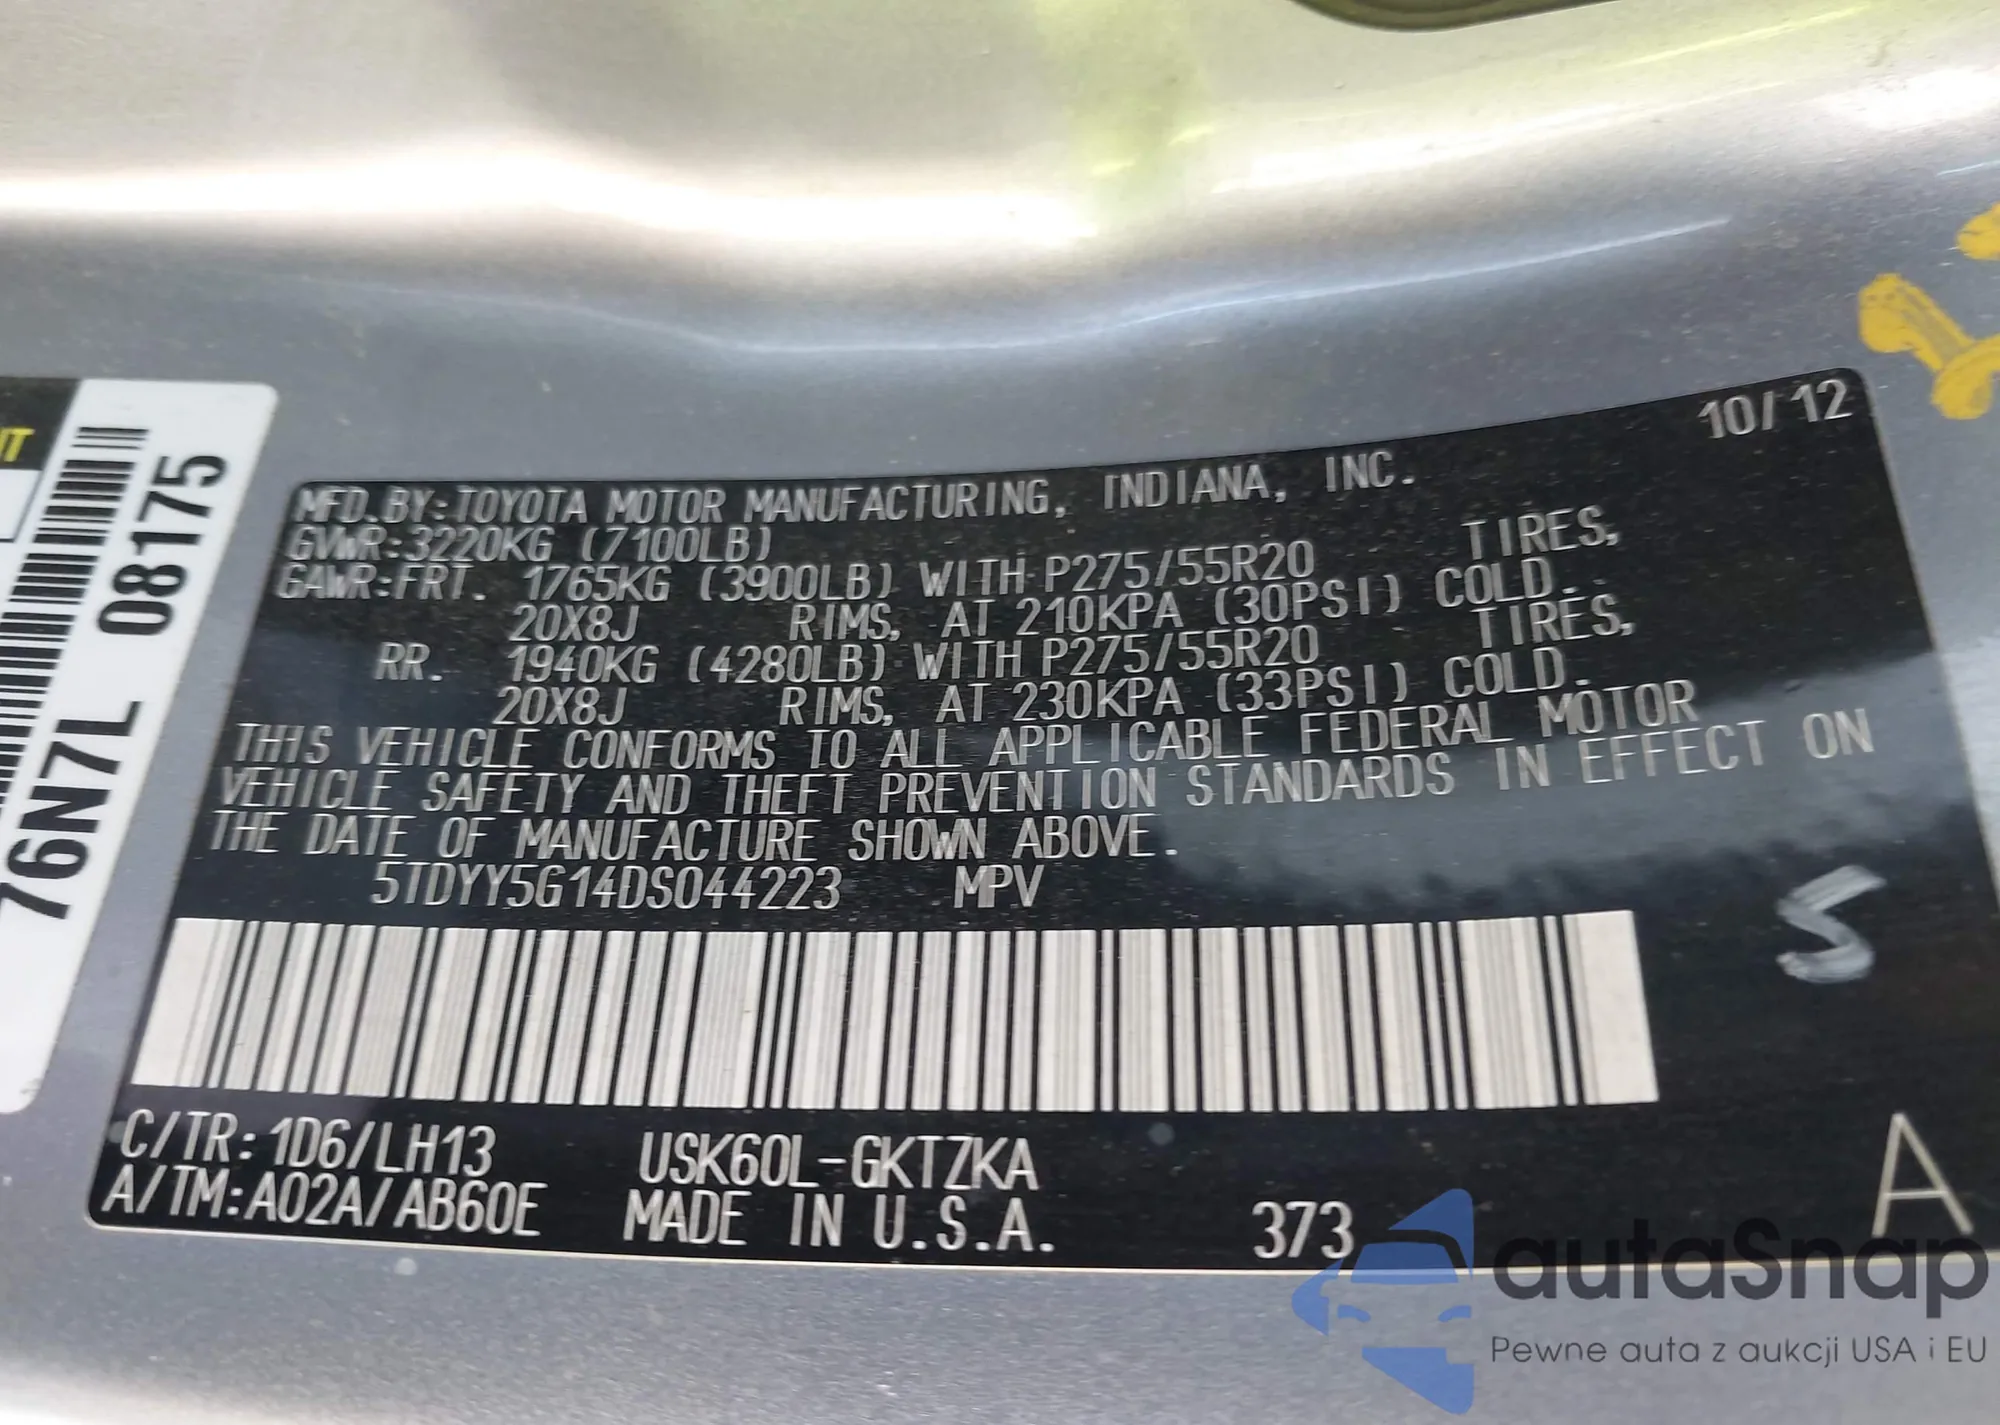 10/12
MFD.BY:TOYOTA MOTOR MANUFACTURING, INDIANA, INC.
GVWR:3220KG (7100LB)
GAWR:FRT. 1765KG (3900LB) WITH P275/55R20 TIRES,
20X8J RIMS, AT 210KPA (30PSI) COLD.
RR. 1940KG (4280LB) WITH P275/55R20 TIRES,
20X8J RIMS, AT 230KPA (33PSI) COLD.
THIS VEHICLE CONFORMS TO ALL APPLICABLE FEDERAL MOTOR
VEHICLE SAFETY AND THEFT PREVENTION STANDARDS IN EFFECT ON
THE DATE OF MANUFACTURE SHOWN ABOVE.
5TDYY5G14DS044223 MPV
C/TR:1D6/LH13 USK60L-GKTZKA
A/TM:A02A/AB60E MADE IN U.S.A. 373
A
S
76N7L 08175
autaSnap
Pewne auta z aukcji USA i EU